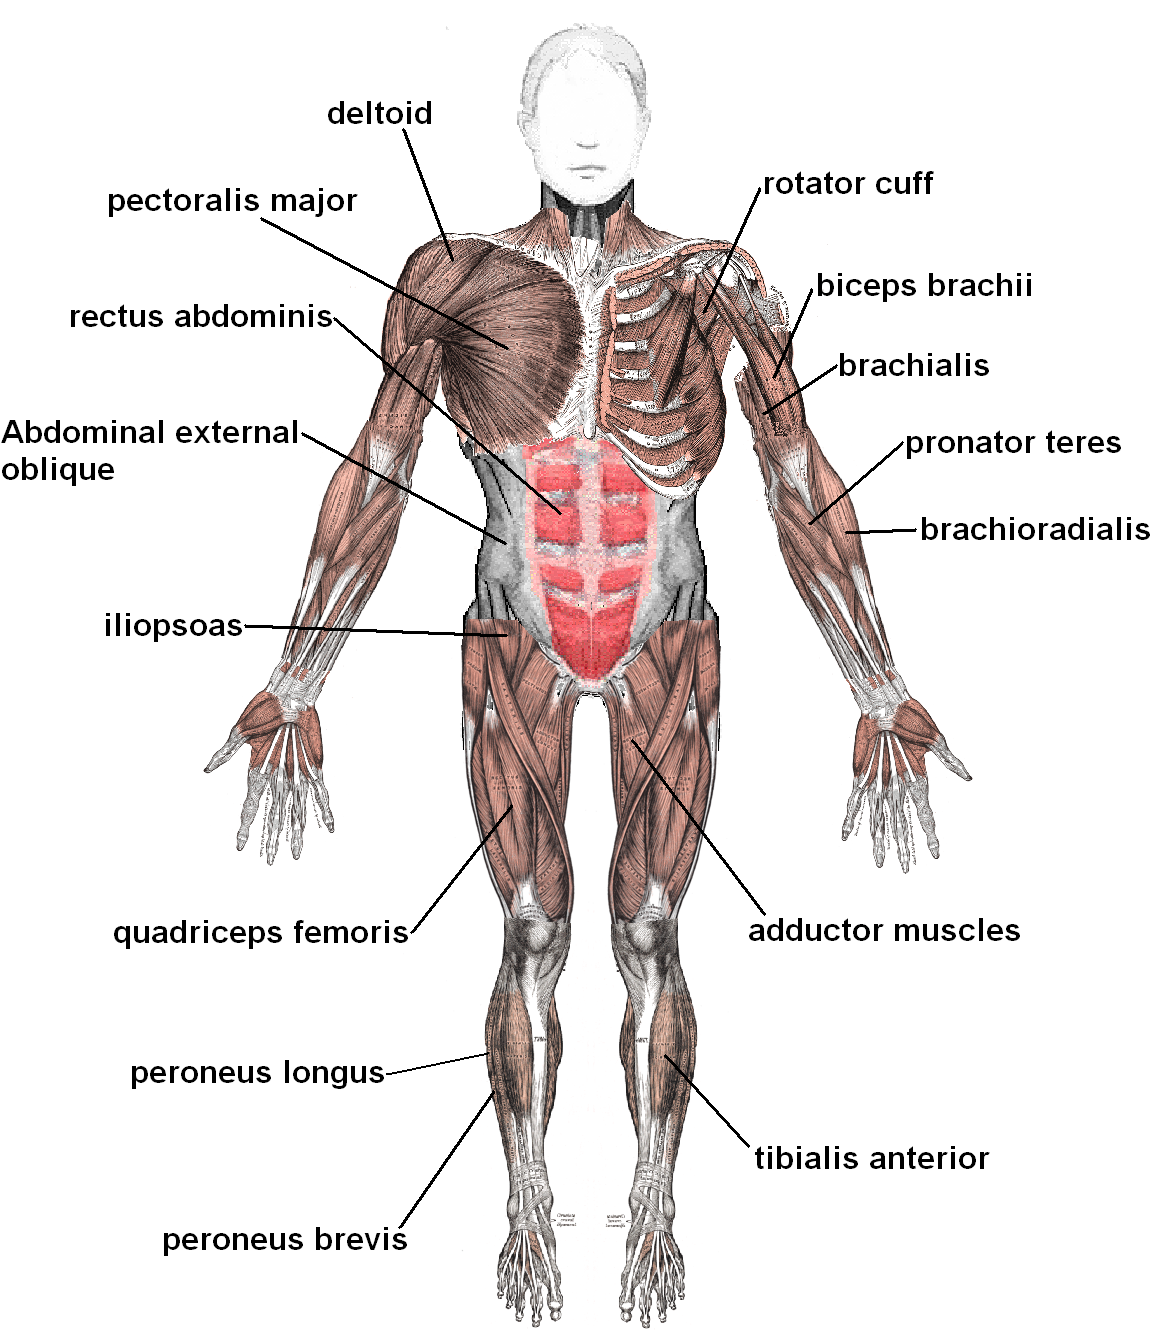 deltoid
pectoralis major
rotator cuff
biceps brachii
rectus abdominis
brachialis
Abdominal external
oblique
pronator teres
brachioradialis
iliopsoas
quadriceps femoris
adductor muscles
peroneus longus
tibialis anterior
peroneus brevis